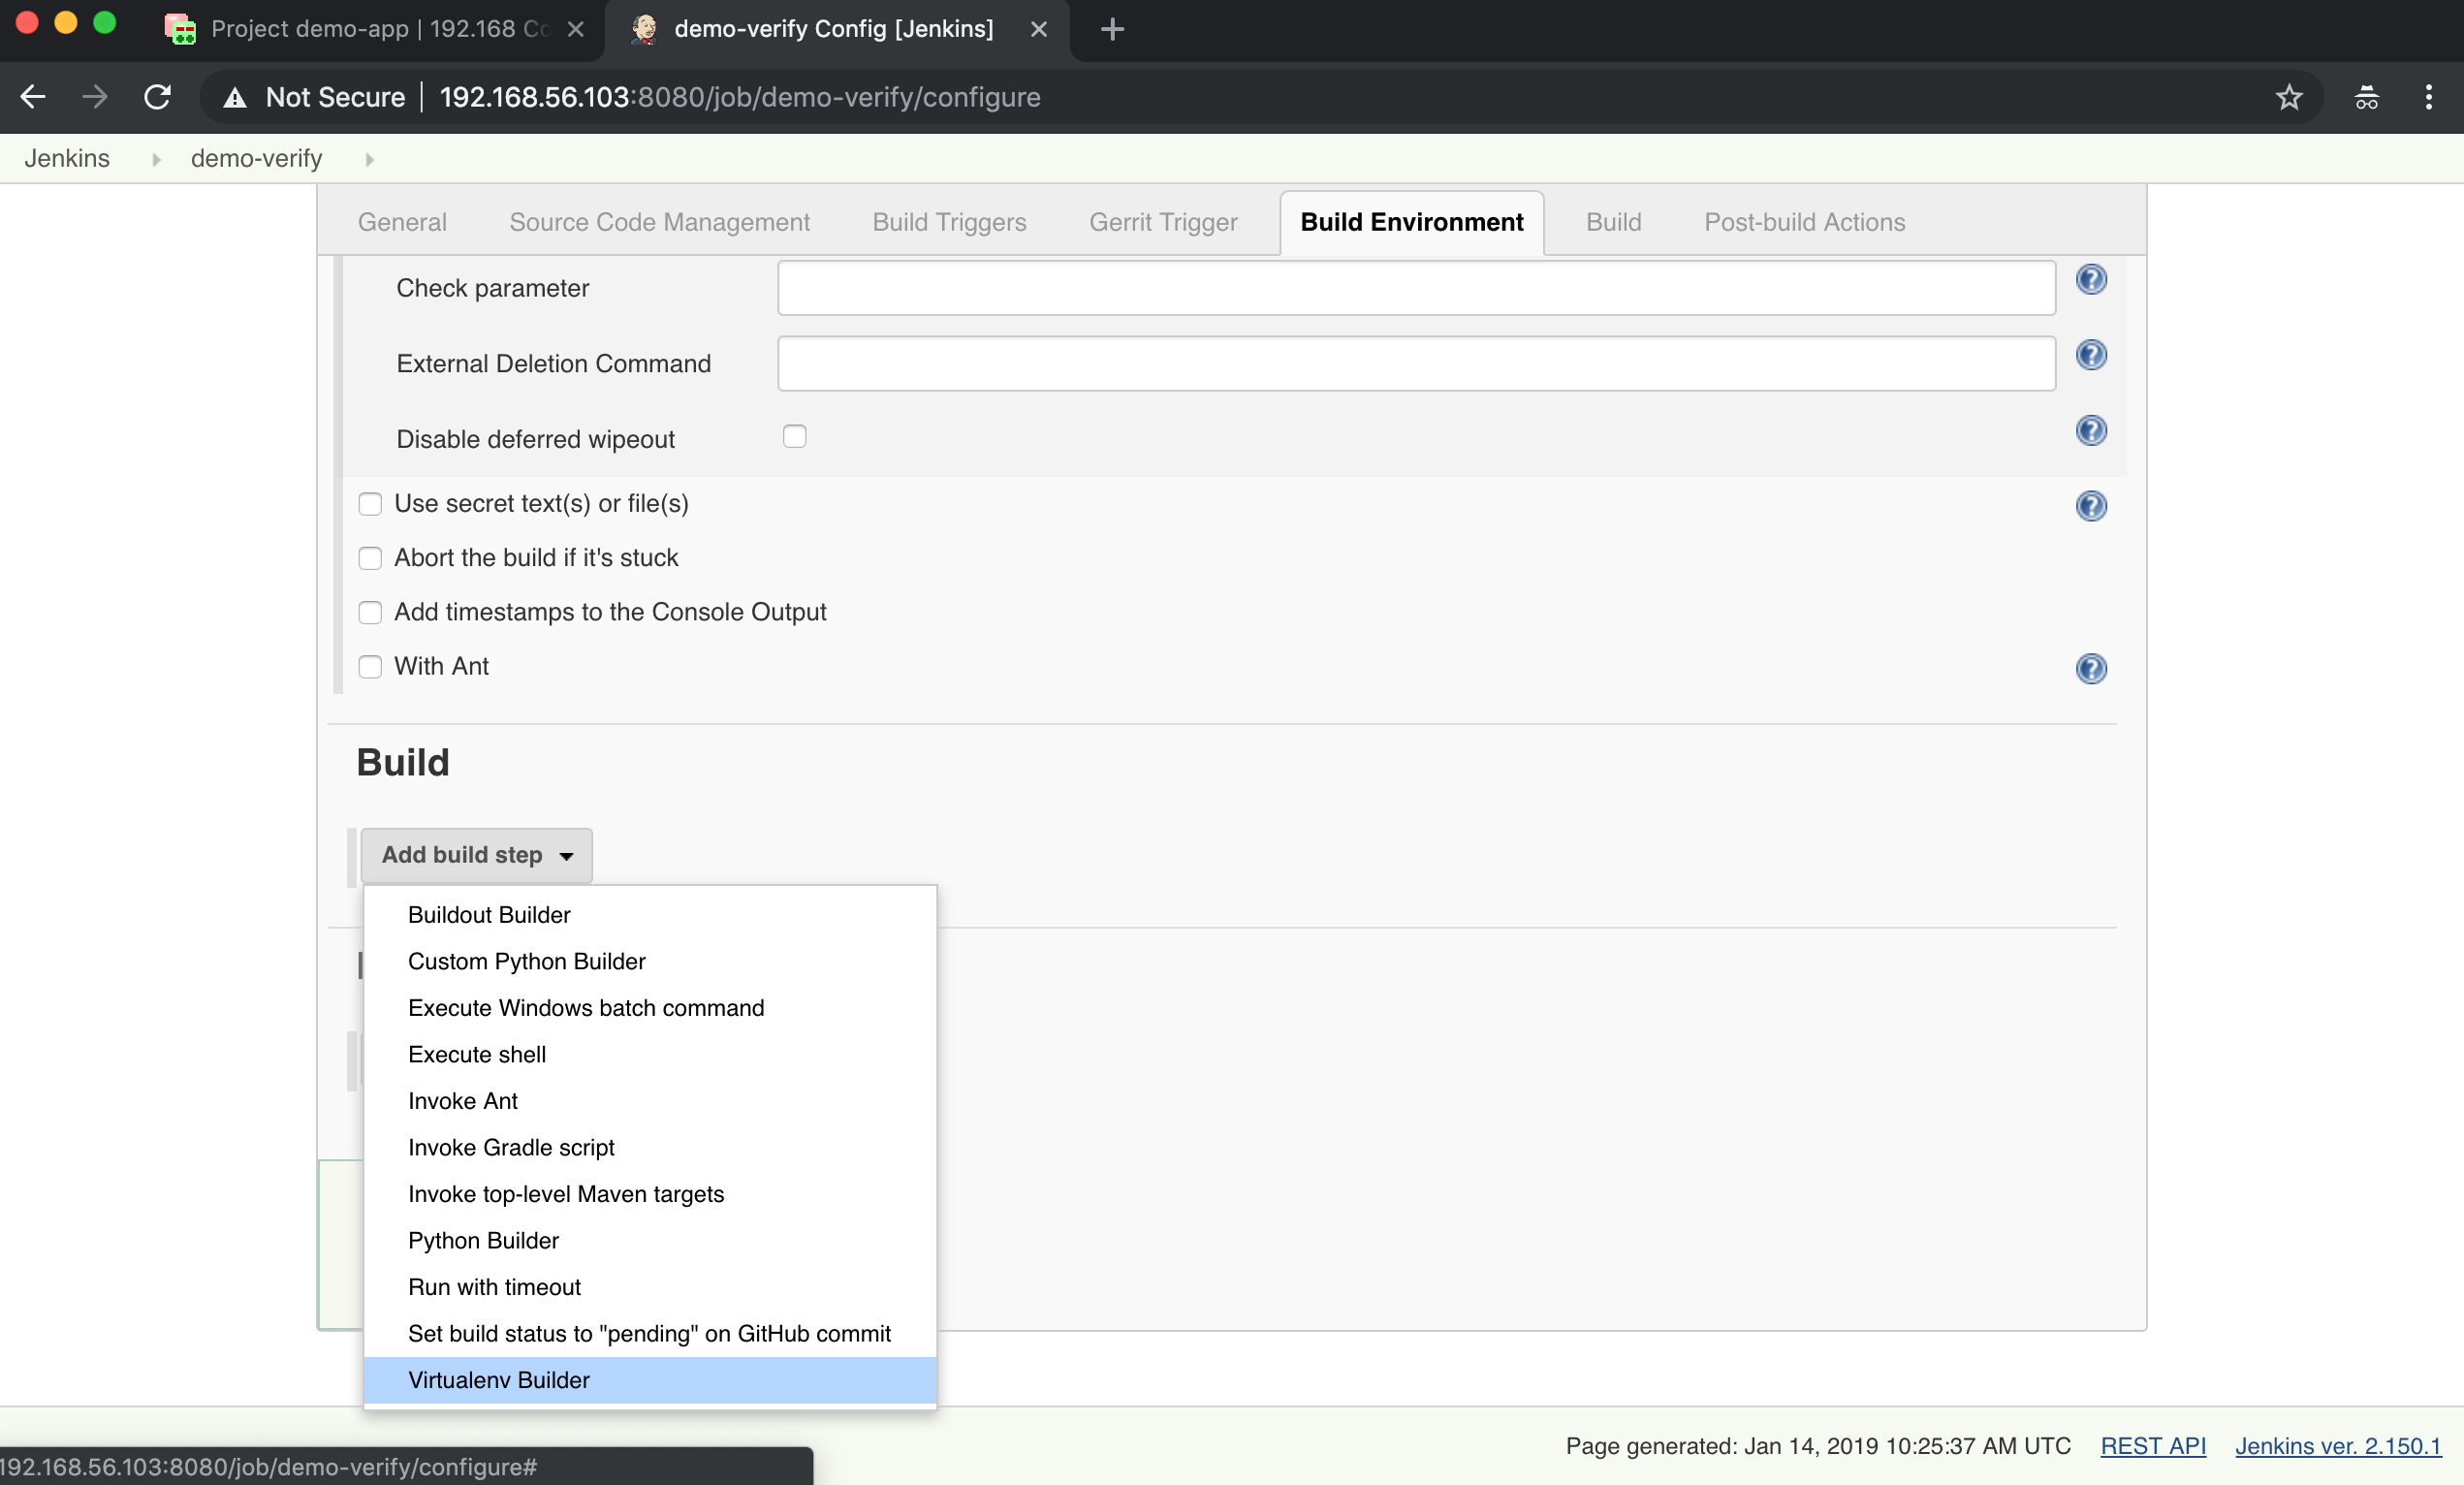 Project demo-app | 192.168 Co
demo-verify Config [Jenkins]
Not Secure 192.168.56.103:8080/job/demo-verify/configure
Jenkins demo-verify
General Source Code Management Build Triggers Gerrit Trigger Build Environment Build Post-build Actions
Check parameter
External Deletion Command
Disable deferred wipeout
Use secret text(s) or file(s)
Abort the build if it's stuck
Add timestamps to the Console Output
With Ant
Build
Add build step
Buildout Builder
Custom Python Builder
Execute Windows batch command
Execute shell
Invoke Ant
Invoke Gradle script
Invoke top-level Maven targets
Python Builder
Run with timeout
Set build status to "pending" on GitHub commit
Virtualenv Builder
Page generated: Jan 14, 2019 10:25:37 AM UTC REST API Jenkins ver. 2.150.1
192.168.56.103:8080/job/demo-verify/configure#